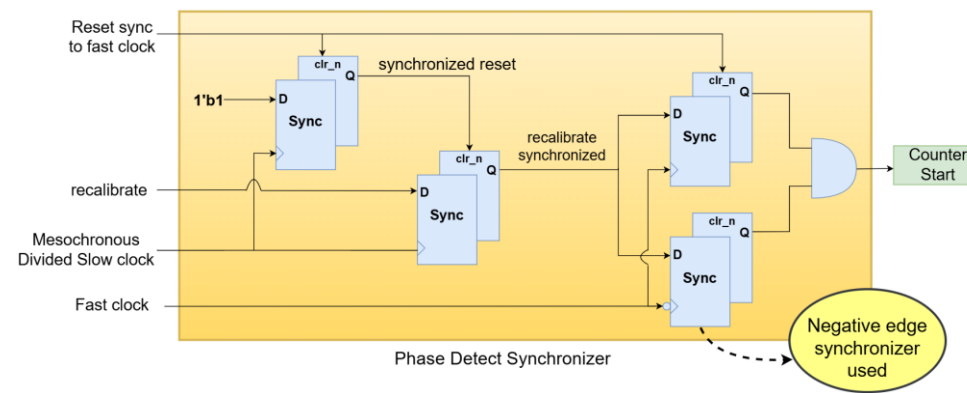 Reset sync
to fast clock
clr_n
Q
synchronized reset
1'b1
D
Sync
clr_n
Q
D
Sync
recalibrate
synchronized
clr_n
Q
D
Sync
Counter
Start
recalibrate
clr_n
Q
D
Sync
Mesochronous
Divided Slow clock
Fast clock
Negative edge
synchronizer
used
Phase Detect Synchronizer